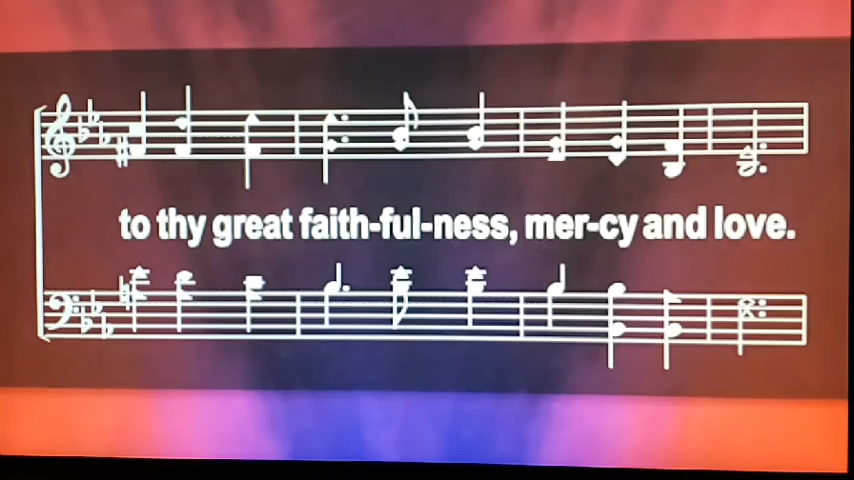 to thy great faith-ful-ness, mer-cy and love.